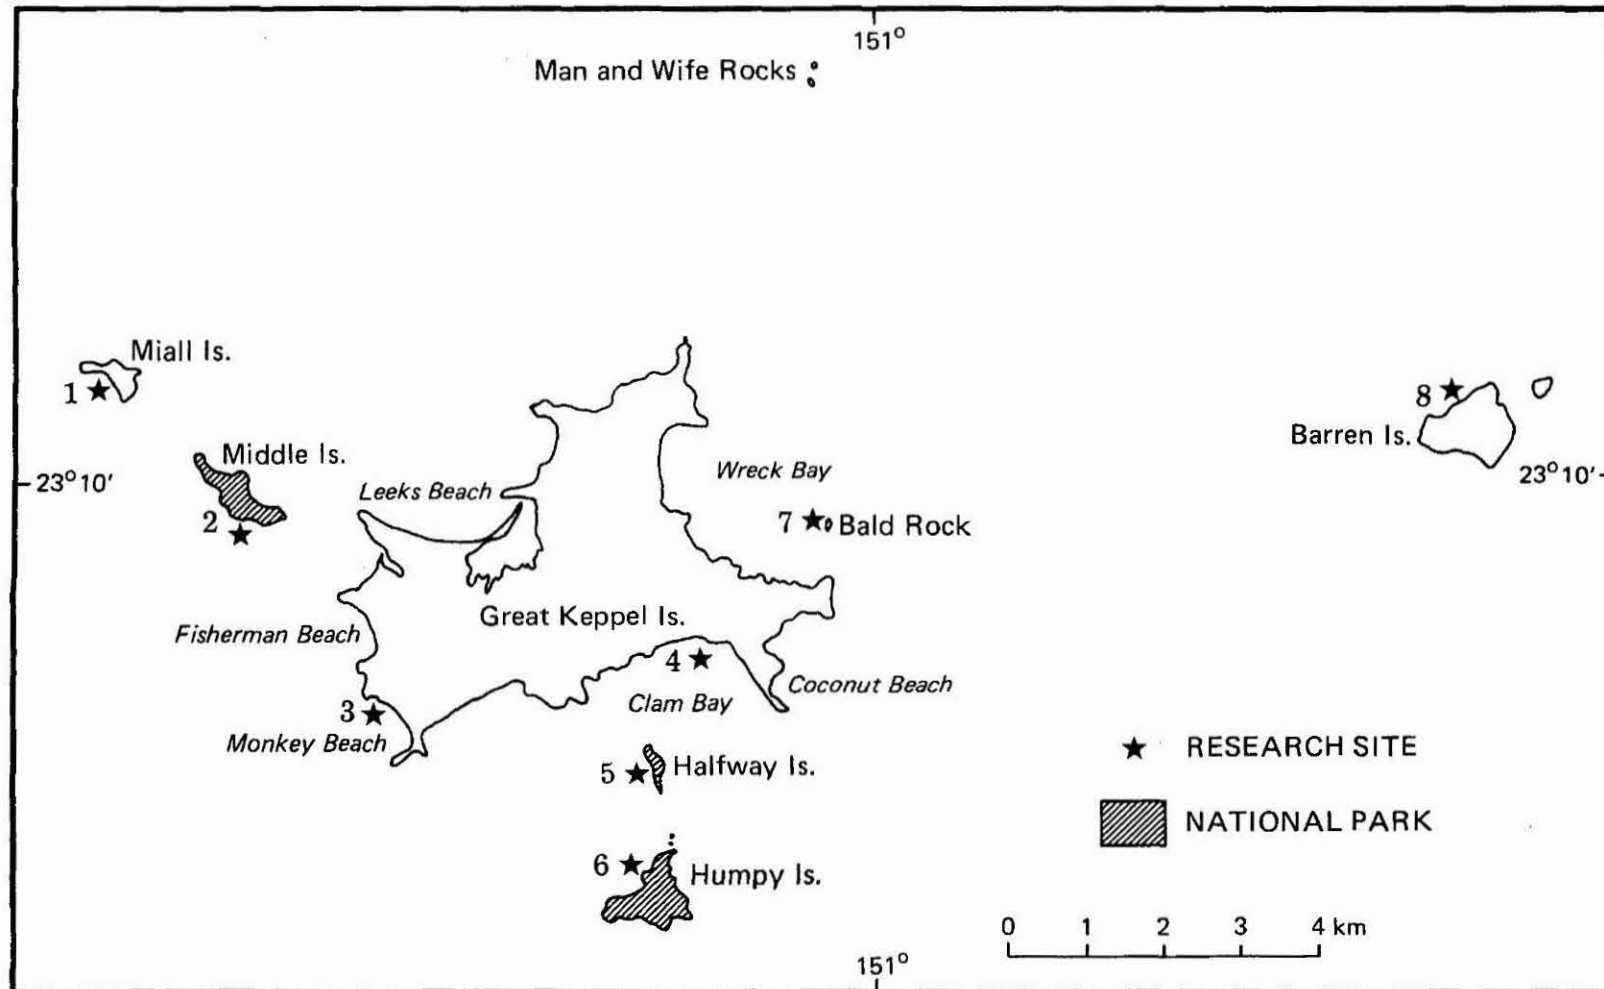 151°
Man and Wife Rocks
Miall Is.
1
8
Barren Is.
Middle Is.
Wreck Bay
23°10'
23°10'
Leeks Beach
2
7
Bald Rock
Great Keppel Is.
Fisherman Beach
4
Coconut Beach
Clam Bay
3
Monkey Beach
RESEARCH SITE
5
Halfway Is.
NATIONAL PARK
6
Humpy Is.
0 1 2 3 4 km
151°